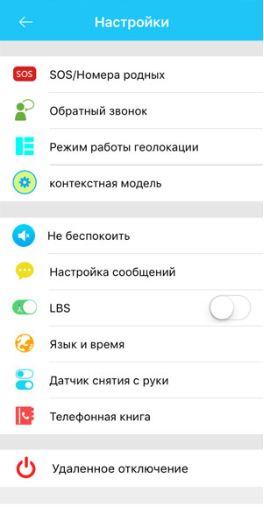 Настройки
SOS SOS/Номера родных
Обратный звонок
Режим работы геолокации
контекстная модель
Не беспокоить
Настройка сообщений
LBS
Язык и время
Датчик снятия с руки
Телефонная книга
Удаленное отключение